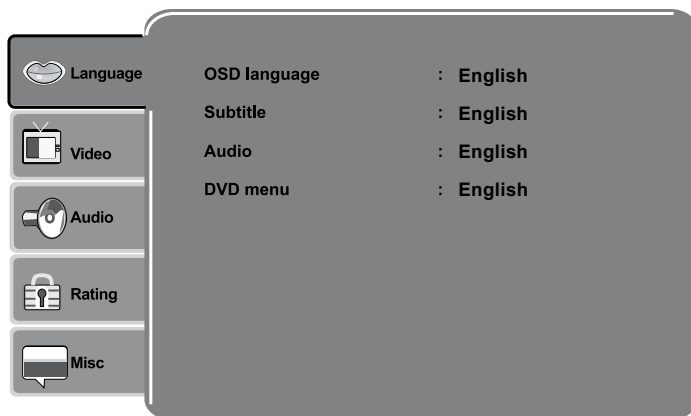 Language
Video
Audio
Rating
Misc
OSD language : English
Subtitle : English
Audio : English
DVD menu : English